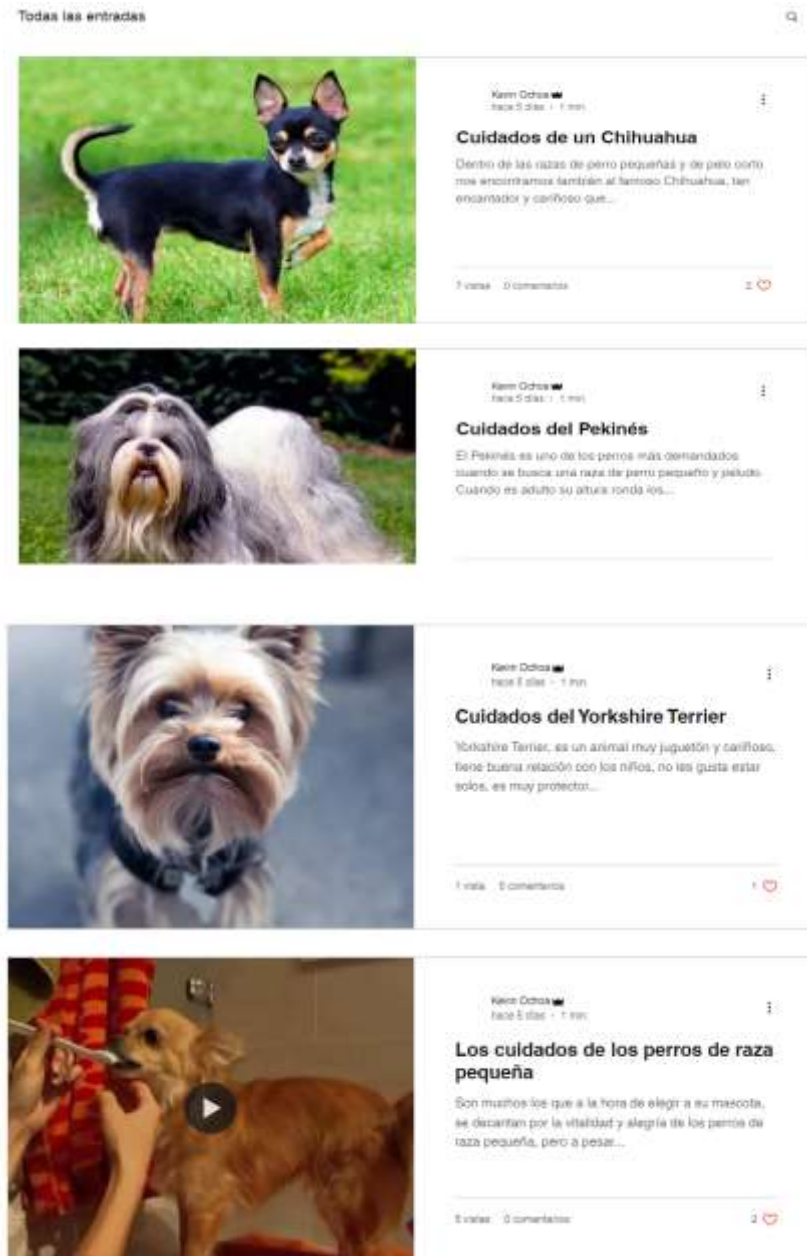 Todas las entradas
Kevin Ochoa
hace 5 días · 1 min
Cuidados de un Chihuahua
Dentro de las razas de perro pequeñas y de pelo corto
nos encontramos también al famoso Chihuahua, tan
encantador y cariñoso que...
7 vistas 0 comentarios 2
Kevin Ochoa
hace 5 días · 1 min
Cuidados del Pekinés
El Pekinés es uno de los perros más demandados
cuando se busca una raza de perro pequeño y peludo.
Cuando es adulto su altura ronda los...
Kevin Ochoa
hace 5 días · 1 min
Cuidados del Yorkshire Terrier
Yorkshire Terrier, es un animal muy juguetón y cariñoso,
tiene buena relación con los niños, no les gusta estar
solos, es muy protector...
1 vista 0 comentarios 1
Kevin Ochoa
hace 5 días · 1 min
Los cuidados de los perros de raza
pequeña
Son muchos los que a la hora de elegir a su mascota,
se decantan por la vitalidad y alegría de los perros de
raza pequeña, pero a pesar...
5 vistas 0 comentarios 2